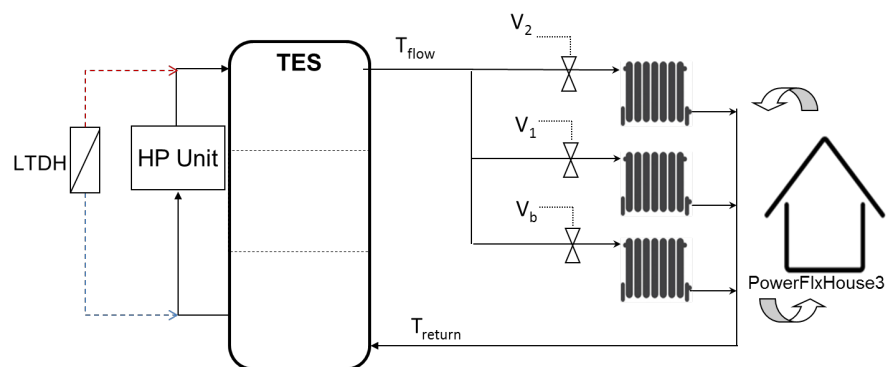 V2
TES
Tflow
V1
LTDH
HP Unit
Vb
PowerFlxHouse3
Treturn